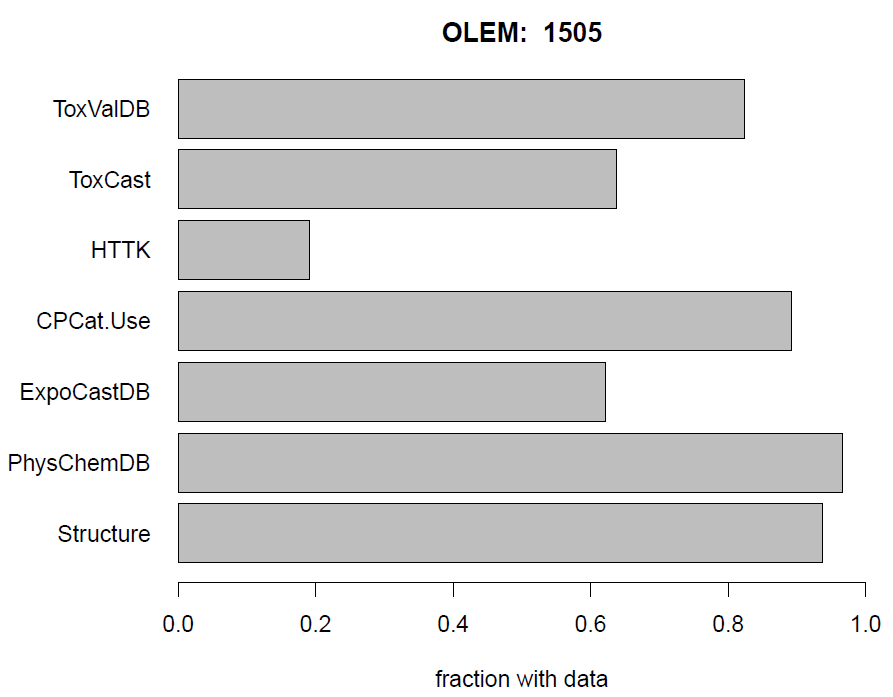 OLEM:  1505
ToxValDB
ToxCast
HTTK
CPCat.Use
ExpoCastDB
PhysChemDB
Structure
0.0 0.2 0.4 0.6 0.8 1.0
fraction with data